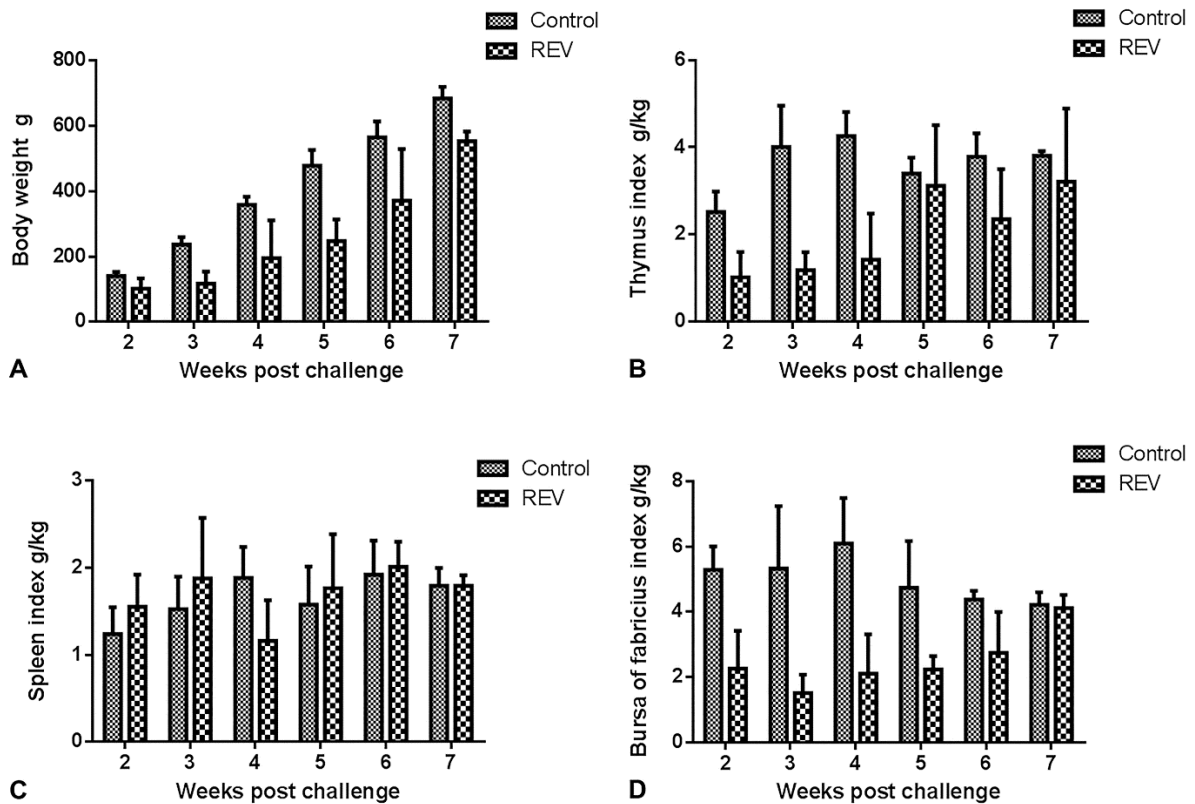 Control
REV
800
600
400
200
0
Body weight g
2 3 4 5 6 7
Weeks post challenge
A
Control
REV
6
4
2
0
Thymus index g/kg
2 3 4 5 6 7
Weeks post challenge
B
Control
REV
3
2
1
0
Spleen index g/kg
2 3 4 5 6 7
Weeks post challenge
C
Control
REV
8
6
4
2
0
Bursa of fabricius index g/kg
2 3 4 5 6 7
Weeks post challenge
D